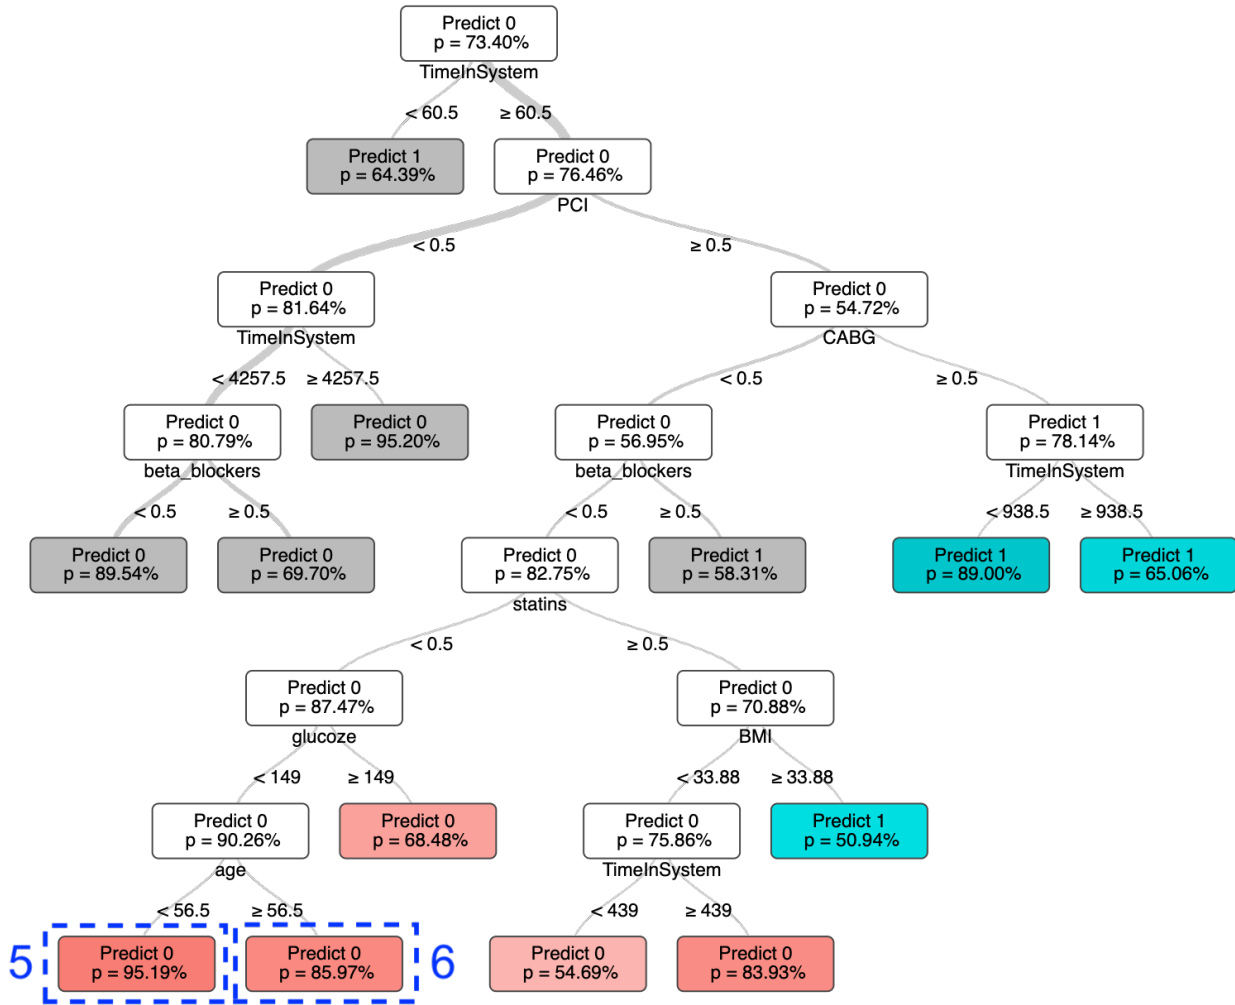 Predict 0
p = 73.40%
TimeInSystem
< 60.5
≥ 60.5
Predict 1
p = 64.39%
Predict 0
p = 76.46%
PCI
< 0.5
≥ 0.5
Predict 0
p = 81.64%
TimeInSystem
Predict 0
p = 54.72%
CABG
< 4257.5
≥ 4257.5
< 0.5
≥ 0.5
Predict 0
p = 80.79%
beta_blockers
Predict 0
p = 95.20%
Predict 0
p = 56.95%
beta_blockers
Predict 1
p = 78.14%
TimeInSystem
< 0.5
≥ 0.5
< 0.5
≥ 0.5
< 938.5
≥ 938.5
Predict 0
p = 89.54%
Predict 0
p = 69.70%
Predict 0
p = 82.75%
statins
Predict 1
p = 58.31%
Predict 1
p = 89.00%
Predict 1
p = 65.06%
< 0.5
≥ 0.5
Predict 0
p = 87.47%
glucoze
Predict 0
p = 70.88%
BMI
< 149
≥ 149
< 33.88
≥ 33.88
Predict 0
p = 90.26%
age
Predict 0
p = 68.48%
Predict 0
p = 75.86%
TimeInSystem
Predict 1
p = 50.94%
< 56.5
≥ 56.5
< 439
≥ 439
5
Predict 0
p = 95.19%
Predict 0
p = 85.97%
6
Predict 0
p = 54.69%
Predict 0
p = 83.93%